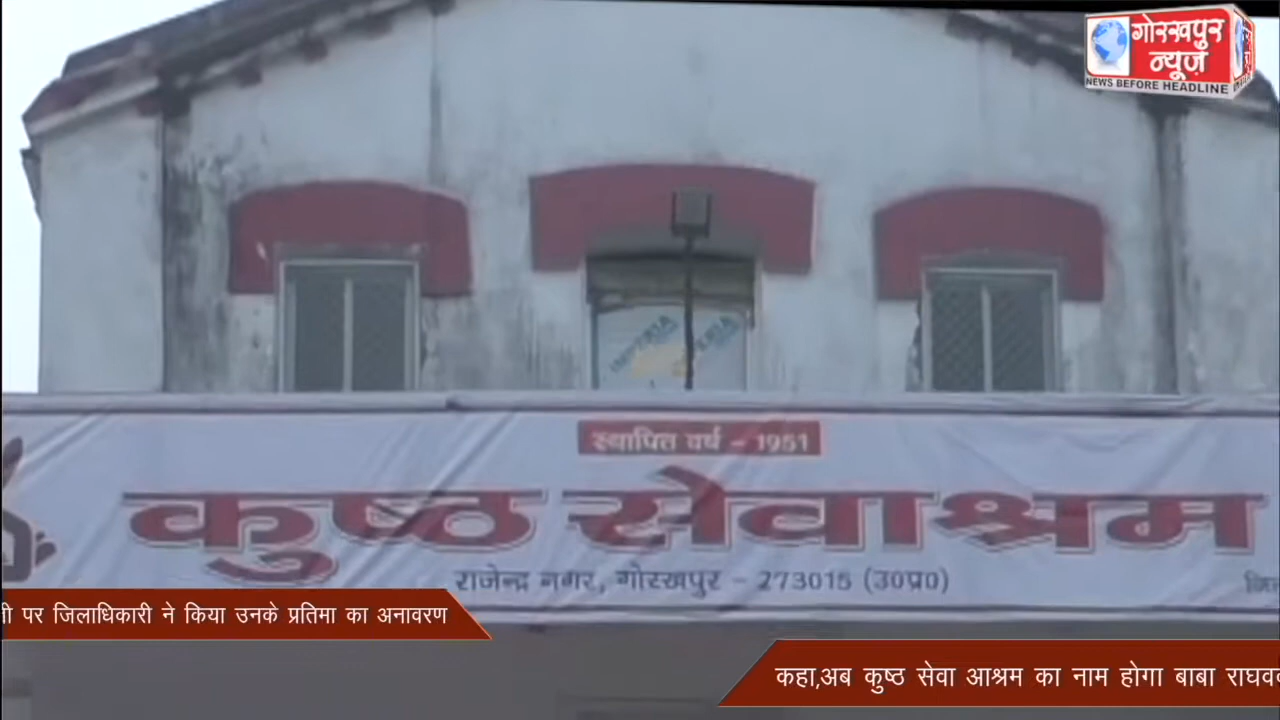 गोरखपुर
न्यूज़
NEWS BEFORE HEADLINE
स्थापित वर्ष - 1951
कुष्ठ सेवाश्रम
राजेन्द्र नगर, गोरखपुर - 273015 (उ0प्र0)
पर जिलाधिकारी ने किया उनके प्रतिमा का अनावरण
कहा,अब कुष्ठ सेवा आश्रम का नाम होगा बाबा